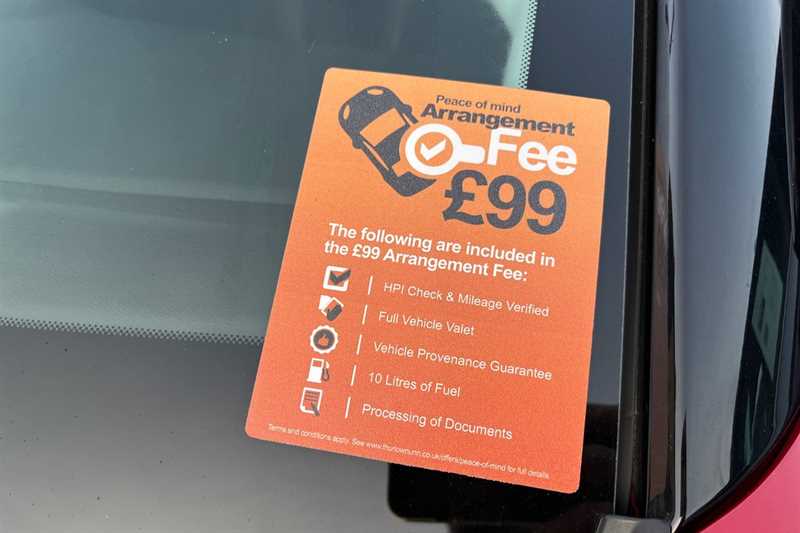 Peace of mind
Arrangement
Fee
£99
The following are included in
the £99 Arrangement Fee:
HPI Check & Mileage Verified
Full Vehicle Valet
Vehicle Provenance Guarantee
10 Litres of Fuel
Processing of Documents
Terms and conditions apply. See www.thurlownunn.co.uk/offers/peace-of-mind for full details.